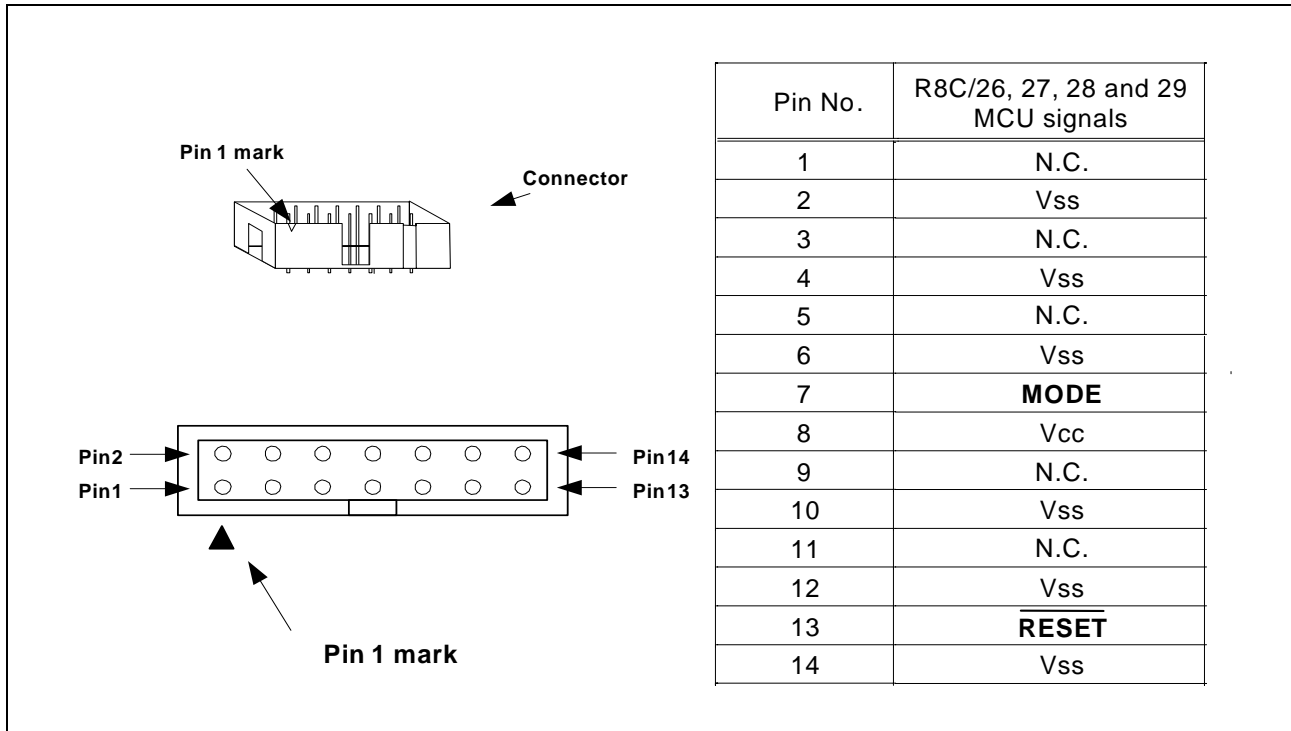 Pin 1 mark
Connector
Pin2
Pin1
Pin14
Pin13
Pin 1 mark
Pin No. R8C/26, 27, 28 and 29
MCU signals
1 N.C.
2 Vss
3 N.C.
4 Vss
5 N.C.
6 Vss
7 MODE
8 Vcc
9 N.C.
10 Vss
11 N.C.
12 Vss
13 RESET
14 Vss